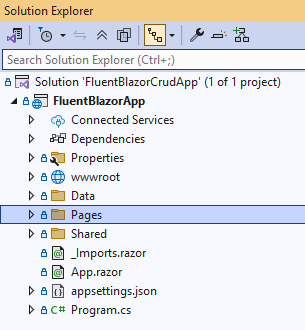 Solution Explorer
Search Solution Explorer (Ctrl+;)
Solution 'FluentBlazorCrudApp' (1 of 1 project)
FluentBlazorApp
Connected Services
Dependencies
Properties
wwwroot
Data
Pages
Shared
_Imports.razor
App.razor
appsettings.json
C# Program.cs